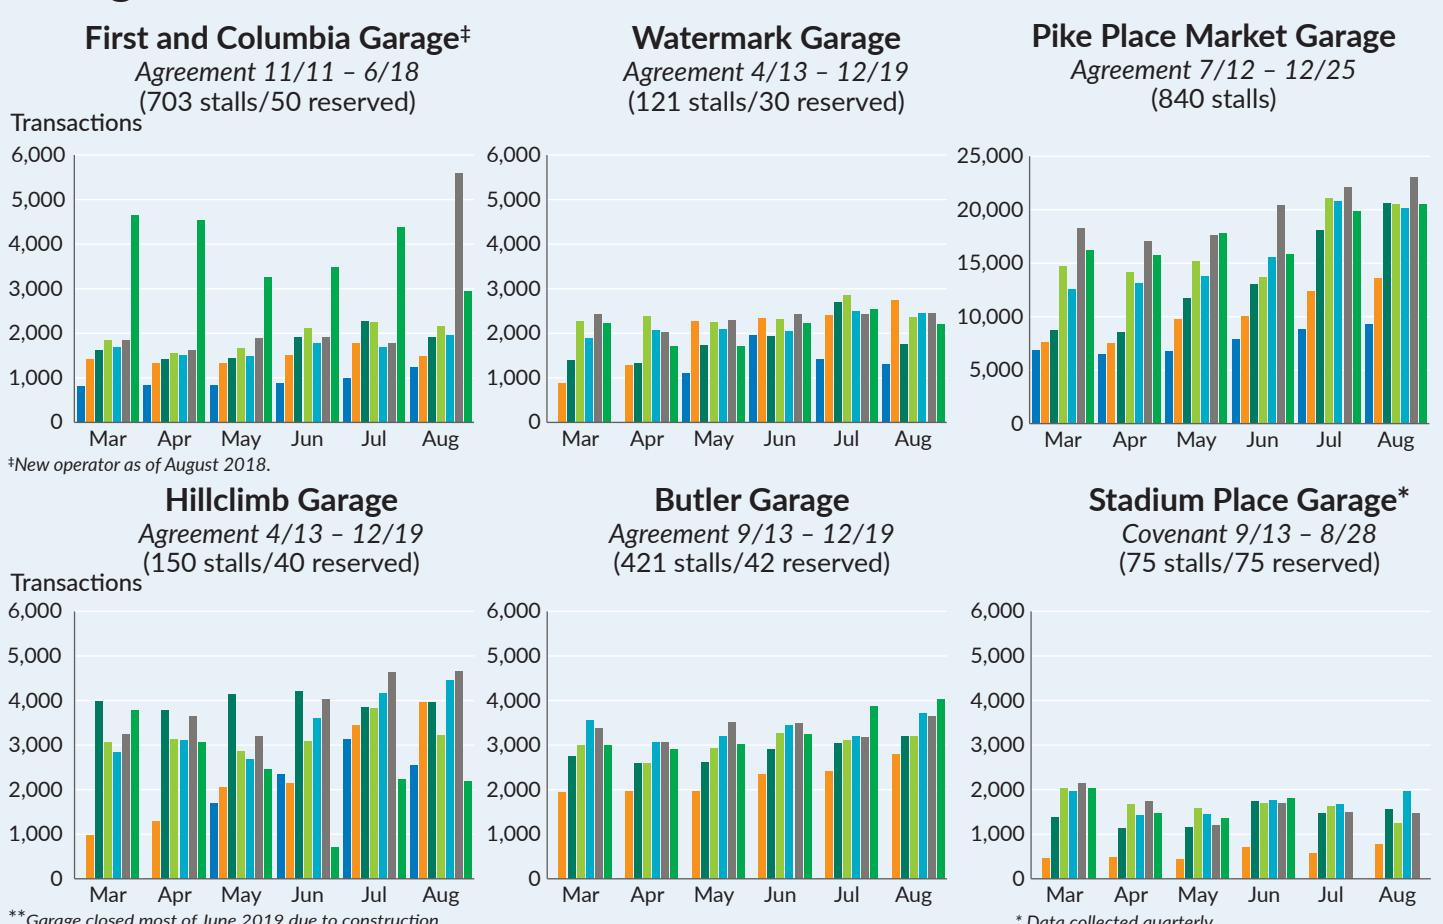 First and Columbia Garage‡
Agreement 11/11 – 6/18
(703 stalls/50 reserved)
Transactions
6,000
5,000
4,000
3,000
2,000
1,000
0
Mar Apr May Jun Jul Aug
‡New operator as of August 2018.
Watermark Garage
Agreement 4/13 – 12/19
(121 stalls/30 reserved)
6,000
5,000
4,000
3,000
2,000
1,000
0
Mar Apr May Jun Jul Aug
Pike Place Market Garage
Agreement 7/12 – 12/25
(840 stalls)
25,000
20,000
15,000
10,000
5,000
0
Mar Apr May Jun Jul Aug
Hillclimb Garage
Agreement 4/13 – 12/19
(150 stalls/40 reserved)
Transactions
6,000
5,000
4,000
3,000
2,000
1,000
0
Mar Apr May Jun Jul Aug
**Garage closed most of June 2019 due to construction
Butler Garage
Agreement 9/13 – 12/19
(421 stalls/42 reserved)
6,000
5,000
4,000
3,000
2,000
1,000
0
Mar Apr May Jun Jul Aug
Stadium Place Garage*
Covenant 9/13 – 8/28
(75 stalls/75 reserved)
6,000
5,000
4,000
3,000
2,000
1,000
0
Mar Apr May Jun Jul Aug
* Data collected quarterly